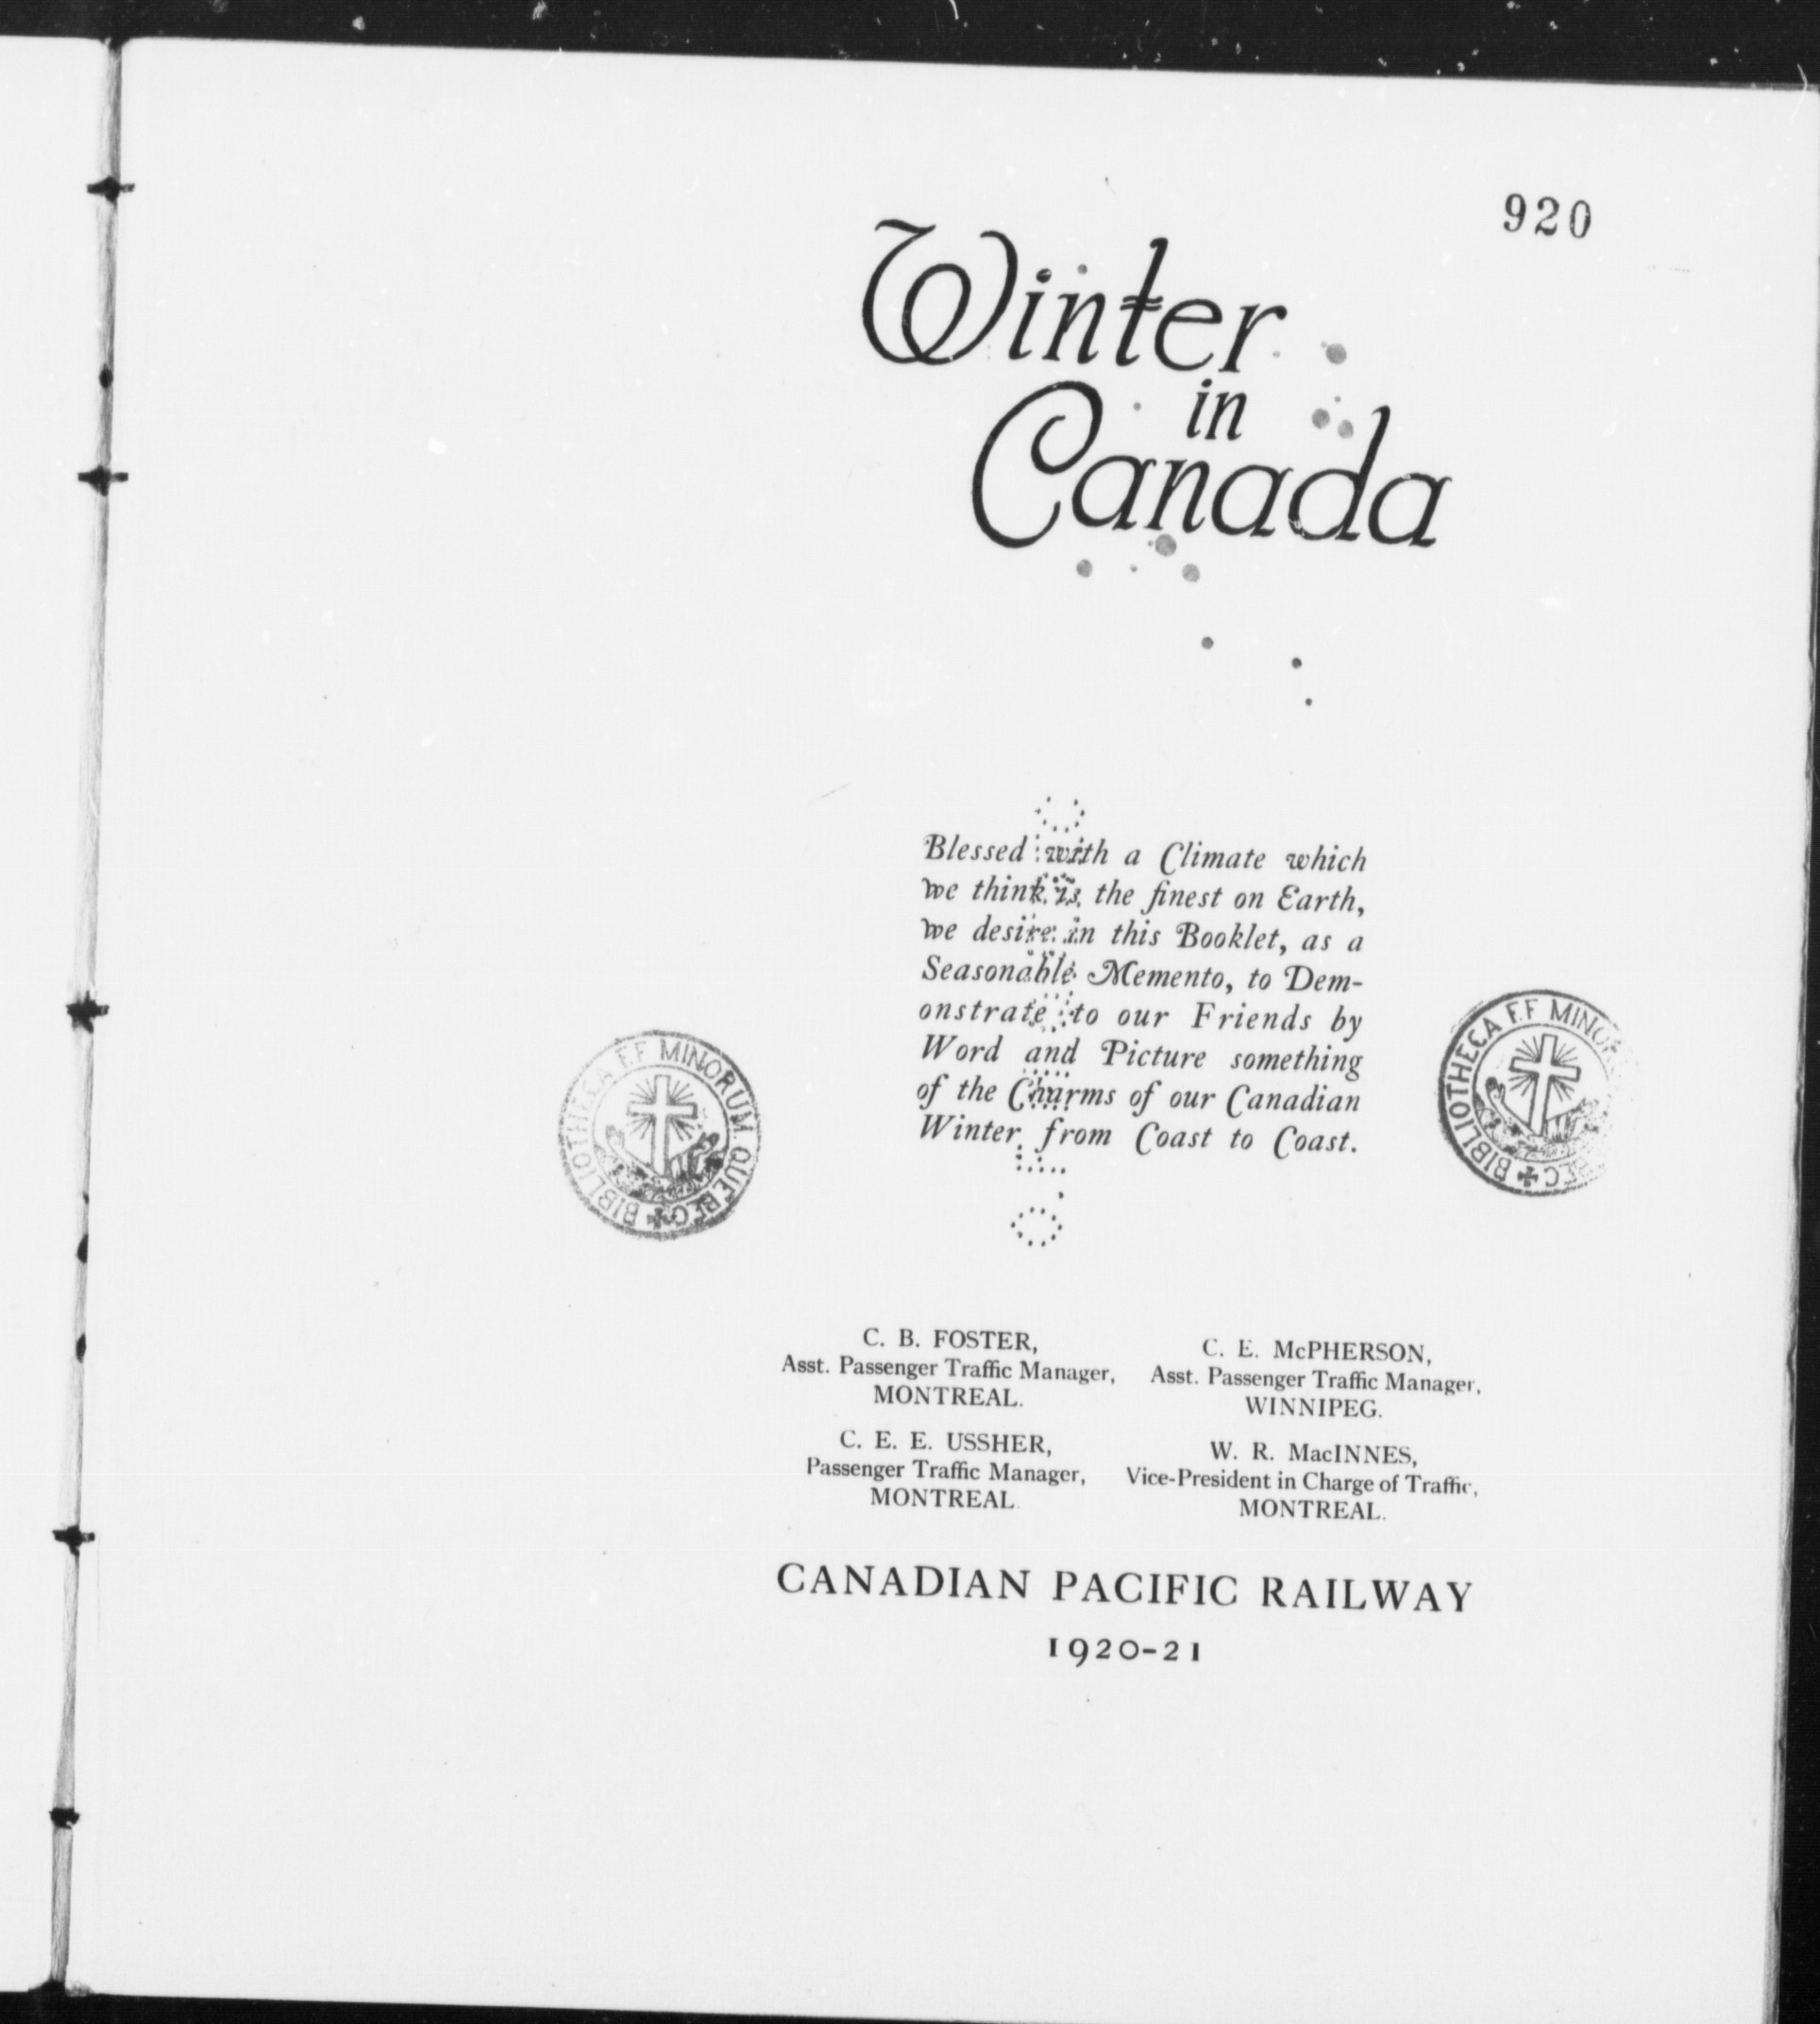 920
Winter
in
Canada
Blessed with a Climate which
we think is the finest on Earth,
we desire in this Booklet, as a
Seasonable Memento, to Dem-
onstrate to our Friends by
Word and Picture something
of the Charms of our Canadian
Winter from Coast to Coast.
BIBLIOTHECA F.F. MINORUM. QUEBEC
BIBLIOTHECA F.F MINOR
BEC
C. B. FOSTER,
Asst. Passenger Traffic Manager,
MONTREAL.
C. E. McPHERSON,
Asst. Passenger Traffic Manager,
WINNIPEG.
C. E. E. USSHER,
Passenger Traffic Manager,
MONTREAL.
W. R. MacINNES,
Vice-President in Charge of Traffic,
MONTREAL.
CANADIAN PACIFIC RAILWAY
1920-21